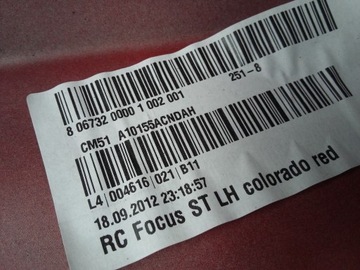 8 06732 0000 1 002 001
251-8
CM51 A10155ACNDAH
L4 004616 021 B11
18.09.2012 23:18:57
RC Focus ST LH colorado red